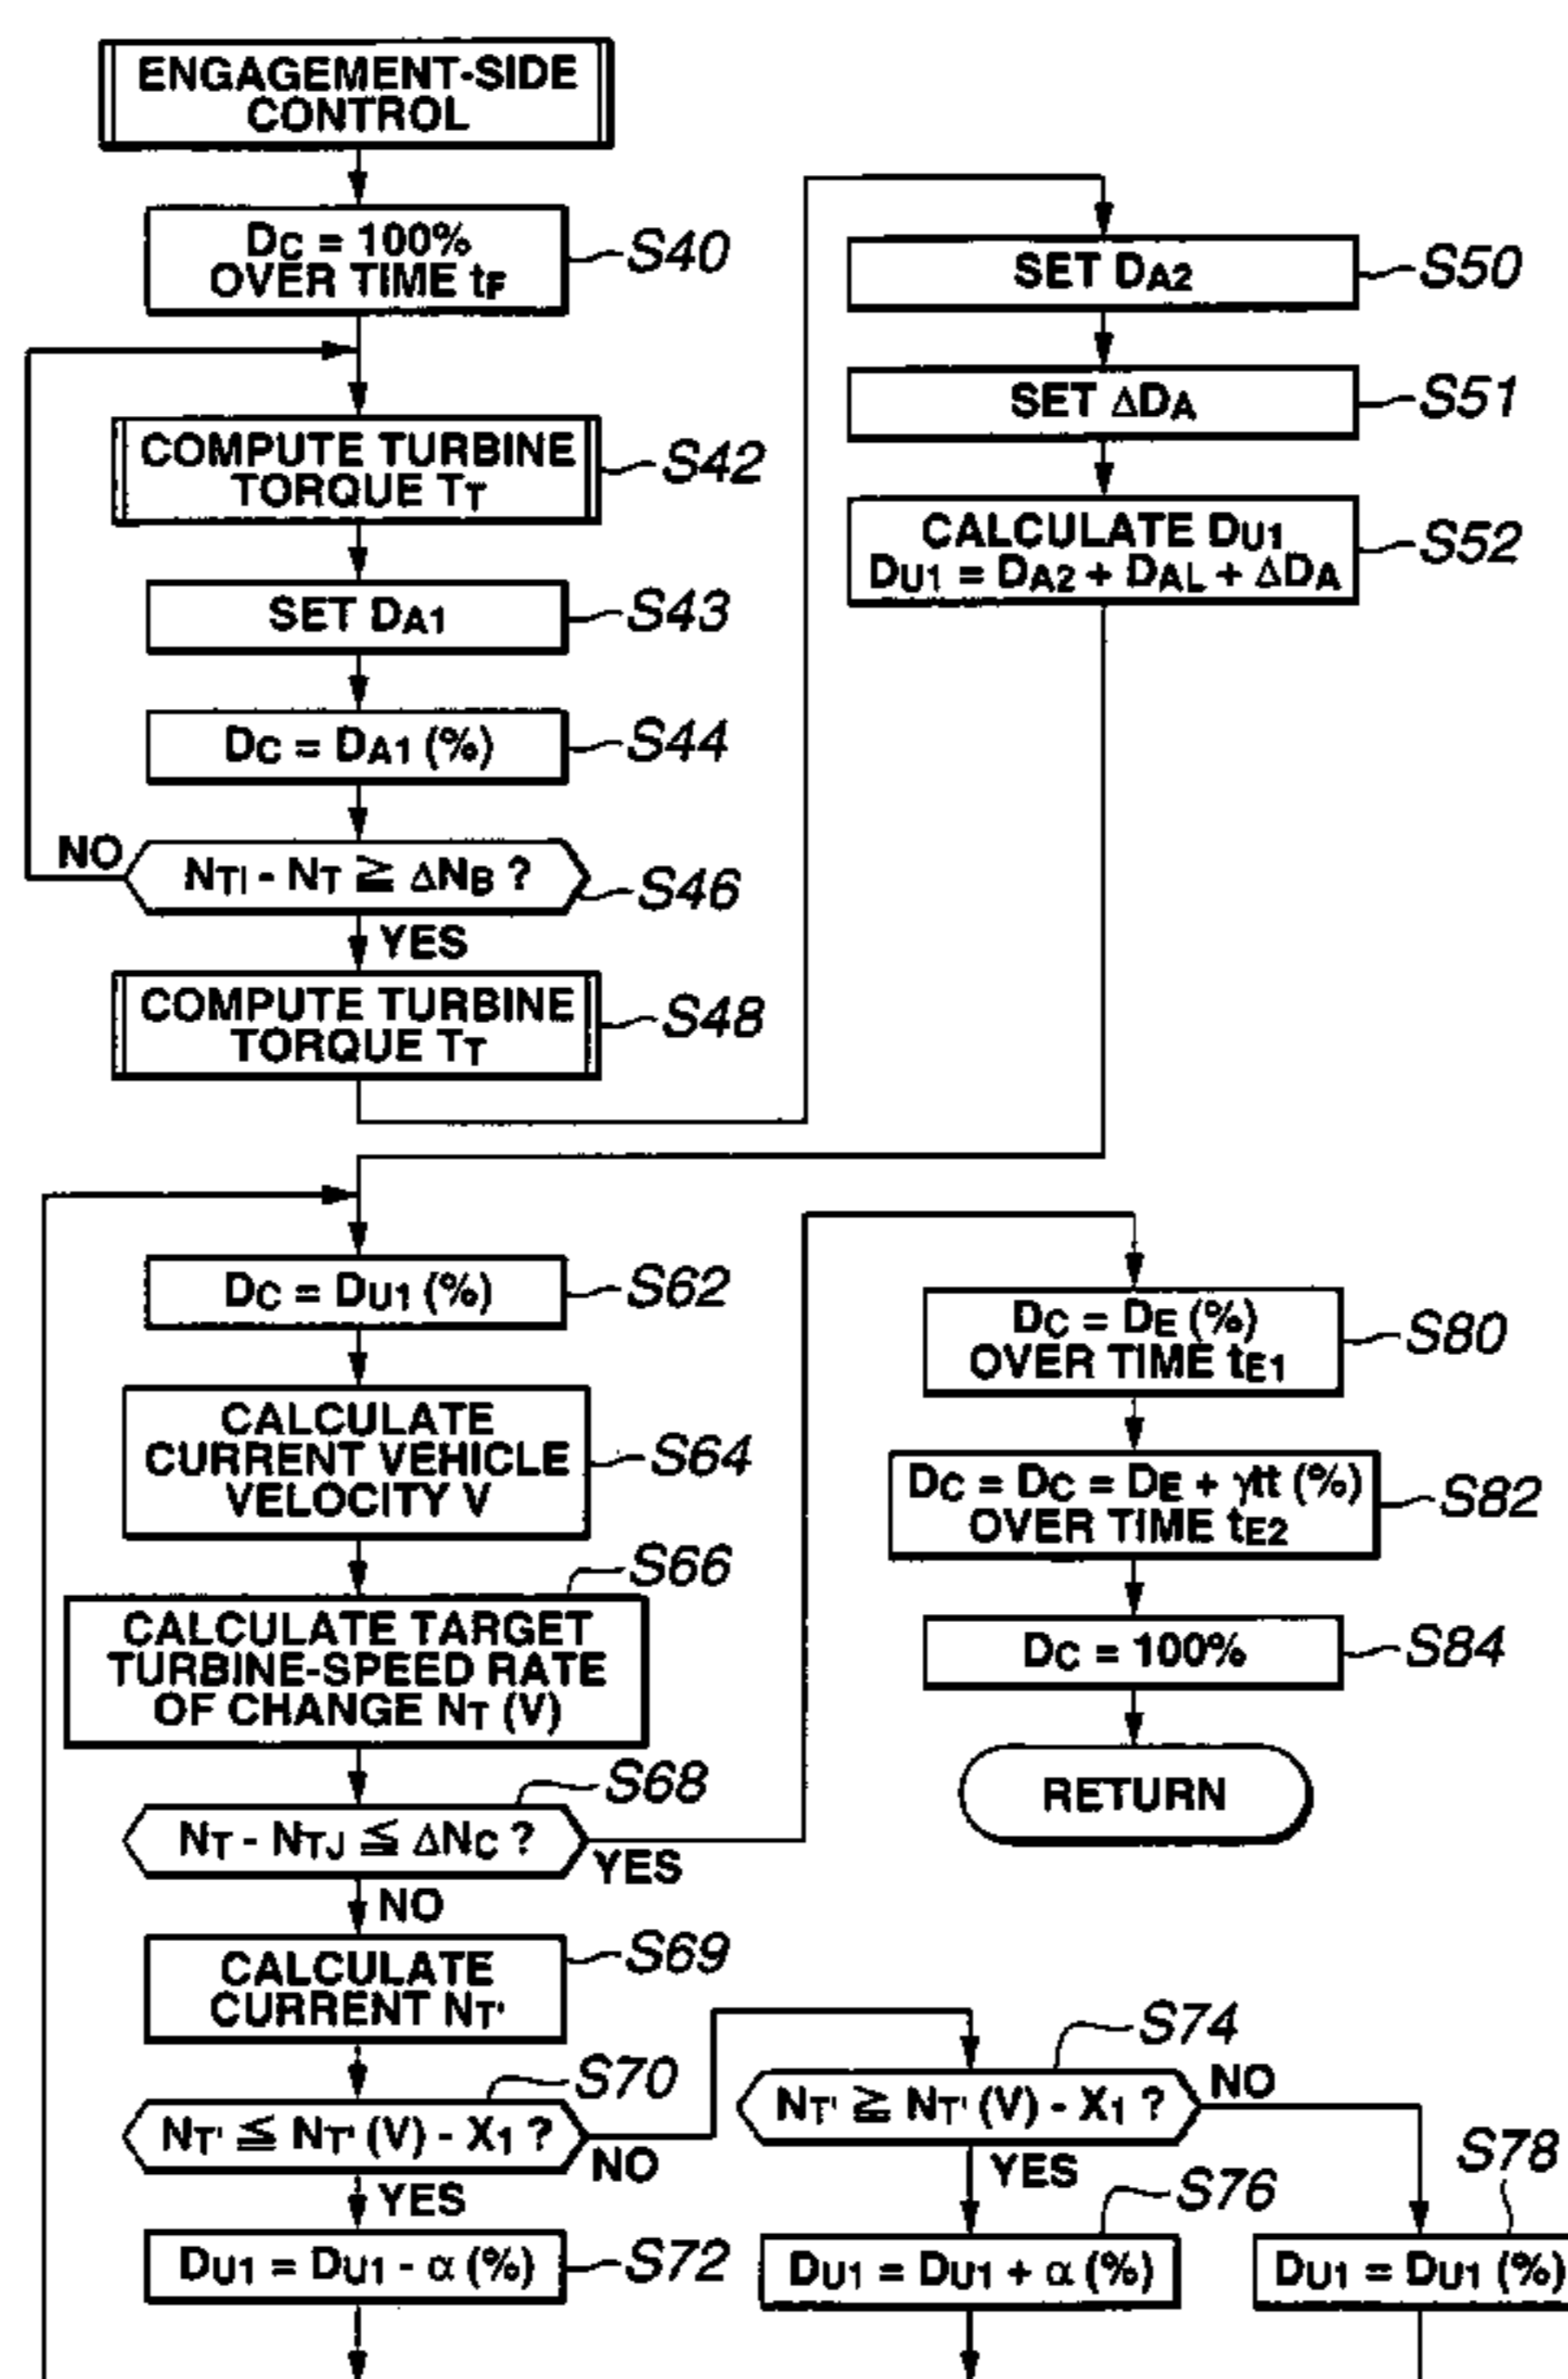 ENGAGEMENT-SIDE
CONTROL
DC = 100%
OVER TIME tF
S40
COMPUTE TURBINE
TORQUE TT
S42
SET DA1
S43
DC = DA1 (%)
S44
NTI - NT ≧ ΔNB ?
S46
NO
YES
COMPUTE TURBINE
TORQUE TT
S48
SET DA2
S50
SET ΔDA
S51
CALCULATE DU1
DU1 = DA2 + DAL + ΔDA
S52
DC = DU1 (%)
S62
CALCULATE
CURRENT VEHICLE
VELOCITY V
S64
S66
CALCULATE TARGET
TURBINE-SPEED RATE
OF CHANGE NT (V)
S68
NT - NTJ ≦ ΔNC ?
YES
NO
DC = DE (%)
OVER TIME tE1
S80
DC = DC = DE + γtt (%)
OVER TIME tE2
S82
DC = 100%
S84
RETURN
CALCULATE
CURRENT NT'
S69
S70
NT' ≦ NT' (V) - X1 ?
NO
YES
DU1 = DU1 - α (%)
S72
S74
NT' ≧ NT' (V) - X1 ?
NO
YES
S76
DU1 = DU1 + α (%)
S78
DU1 = DU1 (%)